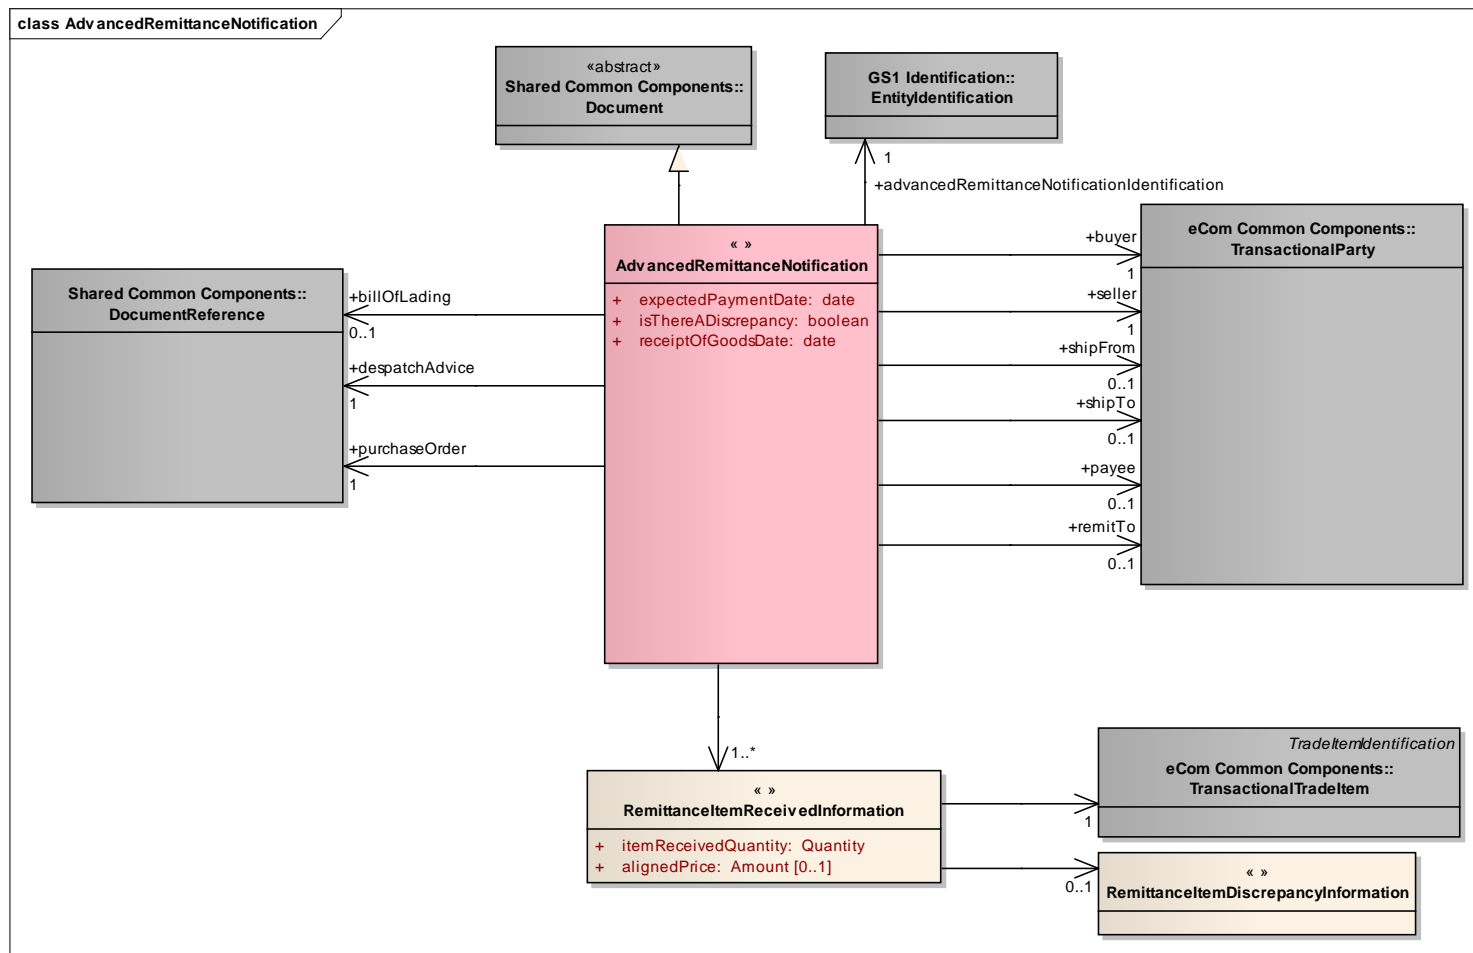 class AdvancedRemittanceNotification
«abstract»
Shared Common Components::
Document
GS1 Identification::
EntityIdentification
1
+advancedRemittanceNotificationIdentification
« »
AdvancedRemittanceNotification
+ expectedPaymentDate: date
+ isThereADiscrepancy: boolean
+ receiptOfGoodsDate: date
Shared Common Components::
DocumentReference
+billOfLading
0..1
+despatchAdvice
1
+purchaseOrder
1
eCom Common Components::
TransactionalParty
+buyer
1
+seller
1
+shipFrom
0..1
+shipTo
0..1
+payee
0..1
+remitTo
0..1
1..*
« »
RemittanceItemReceivedInformation
+ itemReceivedQuantity: Quantity
+ alignedPrice: Amount [0..1]
TradeItemIdentification
eCom Common Components::
TransactionalTradeItem
1
0..1
« »
RemittanceItemDiscrepancyInformation